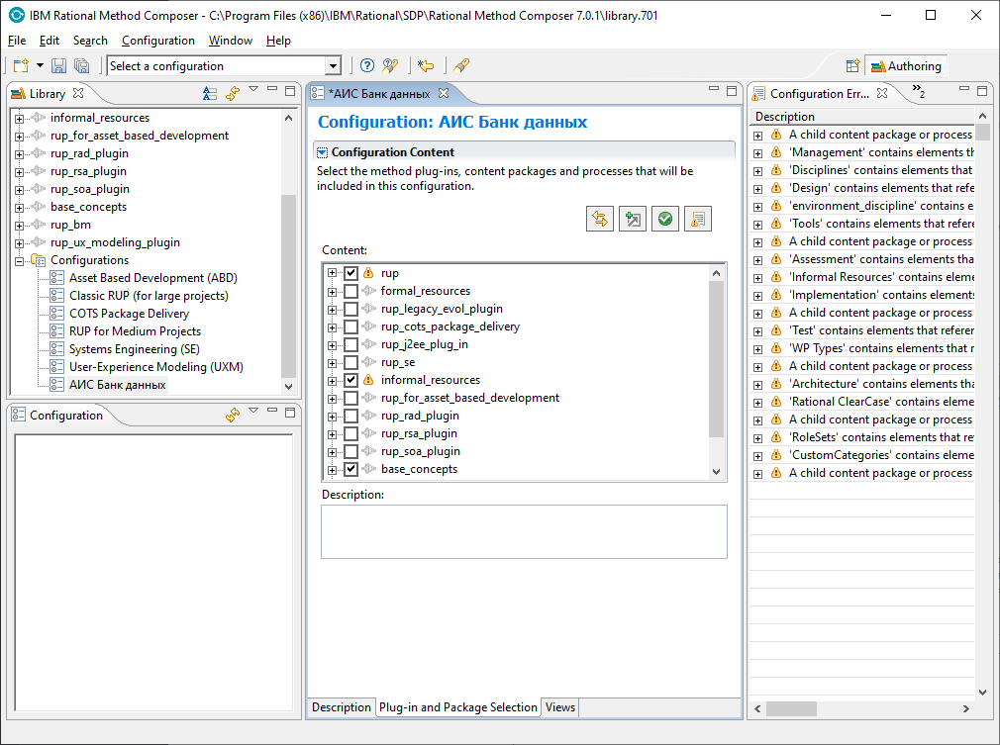 IBM Rational Method Composer - C:\Program Files (x86)\IBM\Rational\SDP\Rational Method Composer 7.0.1\library.701
File Edit Search Configuration Window Help
Select a configuration
Authoring
Library
informal_resources
rup_for_asset_based_development
rup_rad_plugin
rup_rsa_plugin
rup_soa_plugin
base_concepts
rup_bm
rup_ux_modeling_plugin
Configurations
Asset Based Development (ABD)
Classic RUP (for large projects)
COTS Package Delivery
RUP for Medium Projects
Systems Engineering (SE)
User-Experience Modeling (UXM)
АИС Банк данных
Configuration
*АИС Банк данных
Configuration: АИС Банк данных
Configuration Content
Select the method plug-ins, content packages and processes that will be
included in this configuration.
Content:
rup
formal_resources
rup_legacy_evol_plugin
rup_cots_package_delivery
rup_j2ee_plug_in
rup_se
informal_resources
rup_for_asset_based_development
rup_rad_plugin
rup_rsa_plugin
rup_soa_plugin
base_concepts
Description:
Description Plug-in and Package Selection Views
Configuration Err... »2
Description
A child content package or process
'Management' contains elements th
'Disciplines' contains elements that
'Design' contains elements that refe
'environment_discipline' contains e
'Tools' contains elements that refere
A child content package or process
'Assessment' contains elements that
'Informal Resources' contains eleme
'Implementation' contains elements
A child content package or process
'Test' contains elements that referen
'WP Types' contains elements that r
A child content package or process
'Architecture' contains elements that
'Rational ClearCase' contains eleme
A child content package or process
'RoleSets' contains elements that re
'CustomCategories' contains eleme
A child content package or process